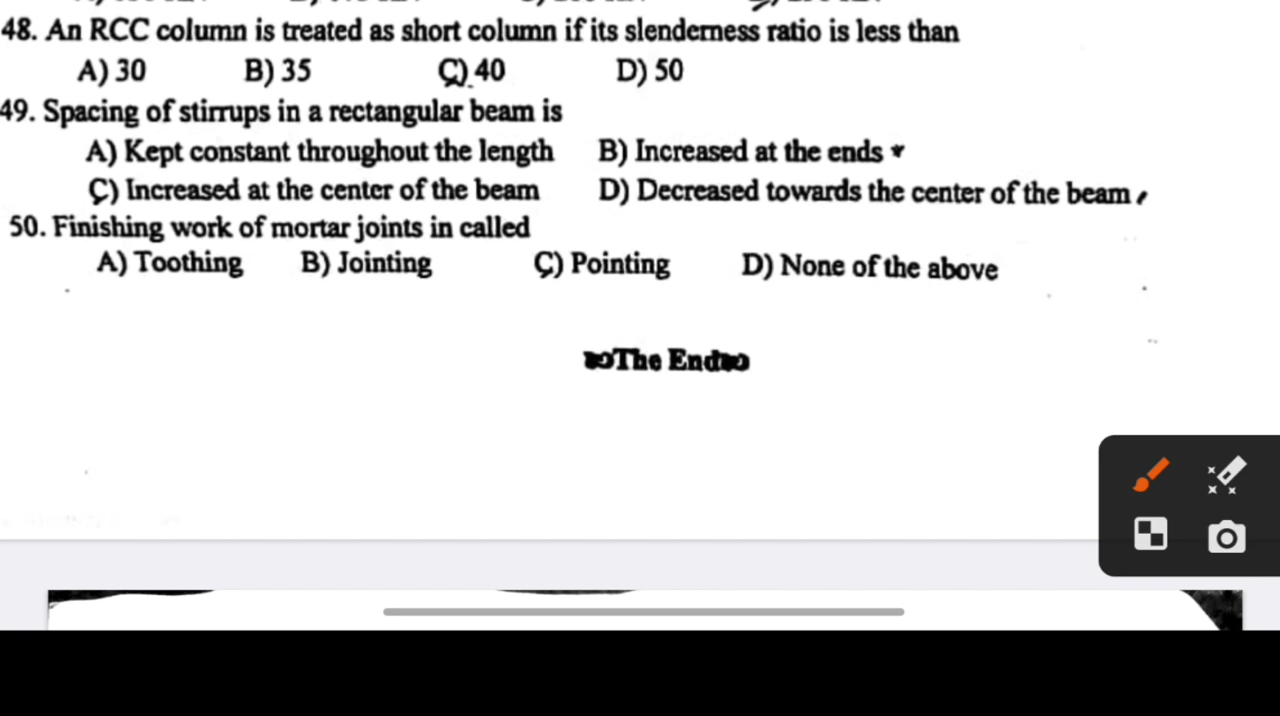 48. An RCC column is treated as short column if its slenderness ratio is less than
A) 30 B) 35 C) 40 D) 50
49. Spacing of stirrups in a rectangular beam is
A) Kept constant throughout the length B) Increased at the ends
C) Increased at the center of the beam D) Decreased towards the center of the beam
50. Finishing work of mortar joints in called
A) Toothing B) Jointing C) Pointing D) None of the above
The End